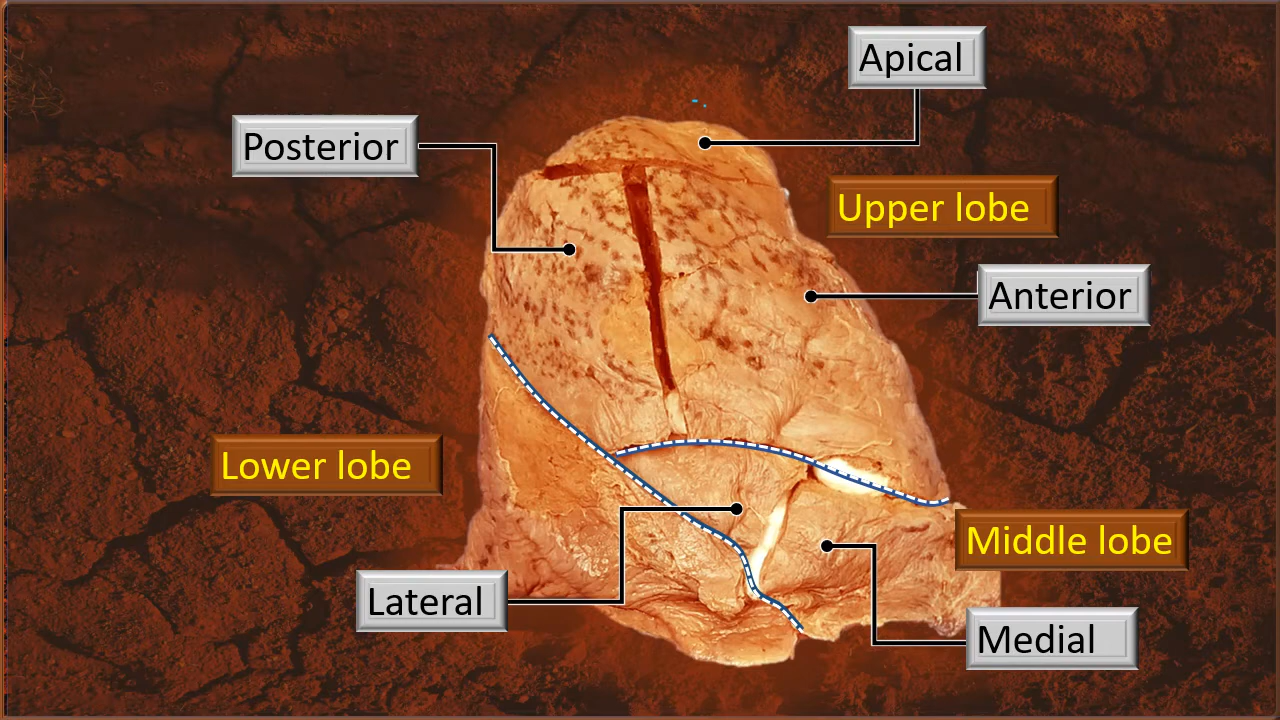 Apical
Posterior
Upper lobe
Anterior
Lower lobe
Middle lobe
Lateral
Medial